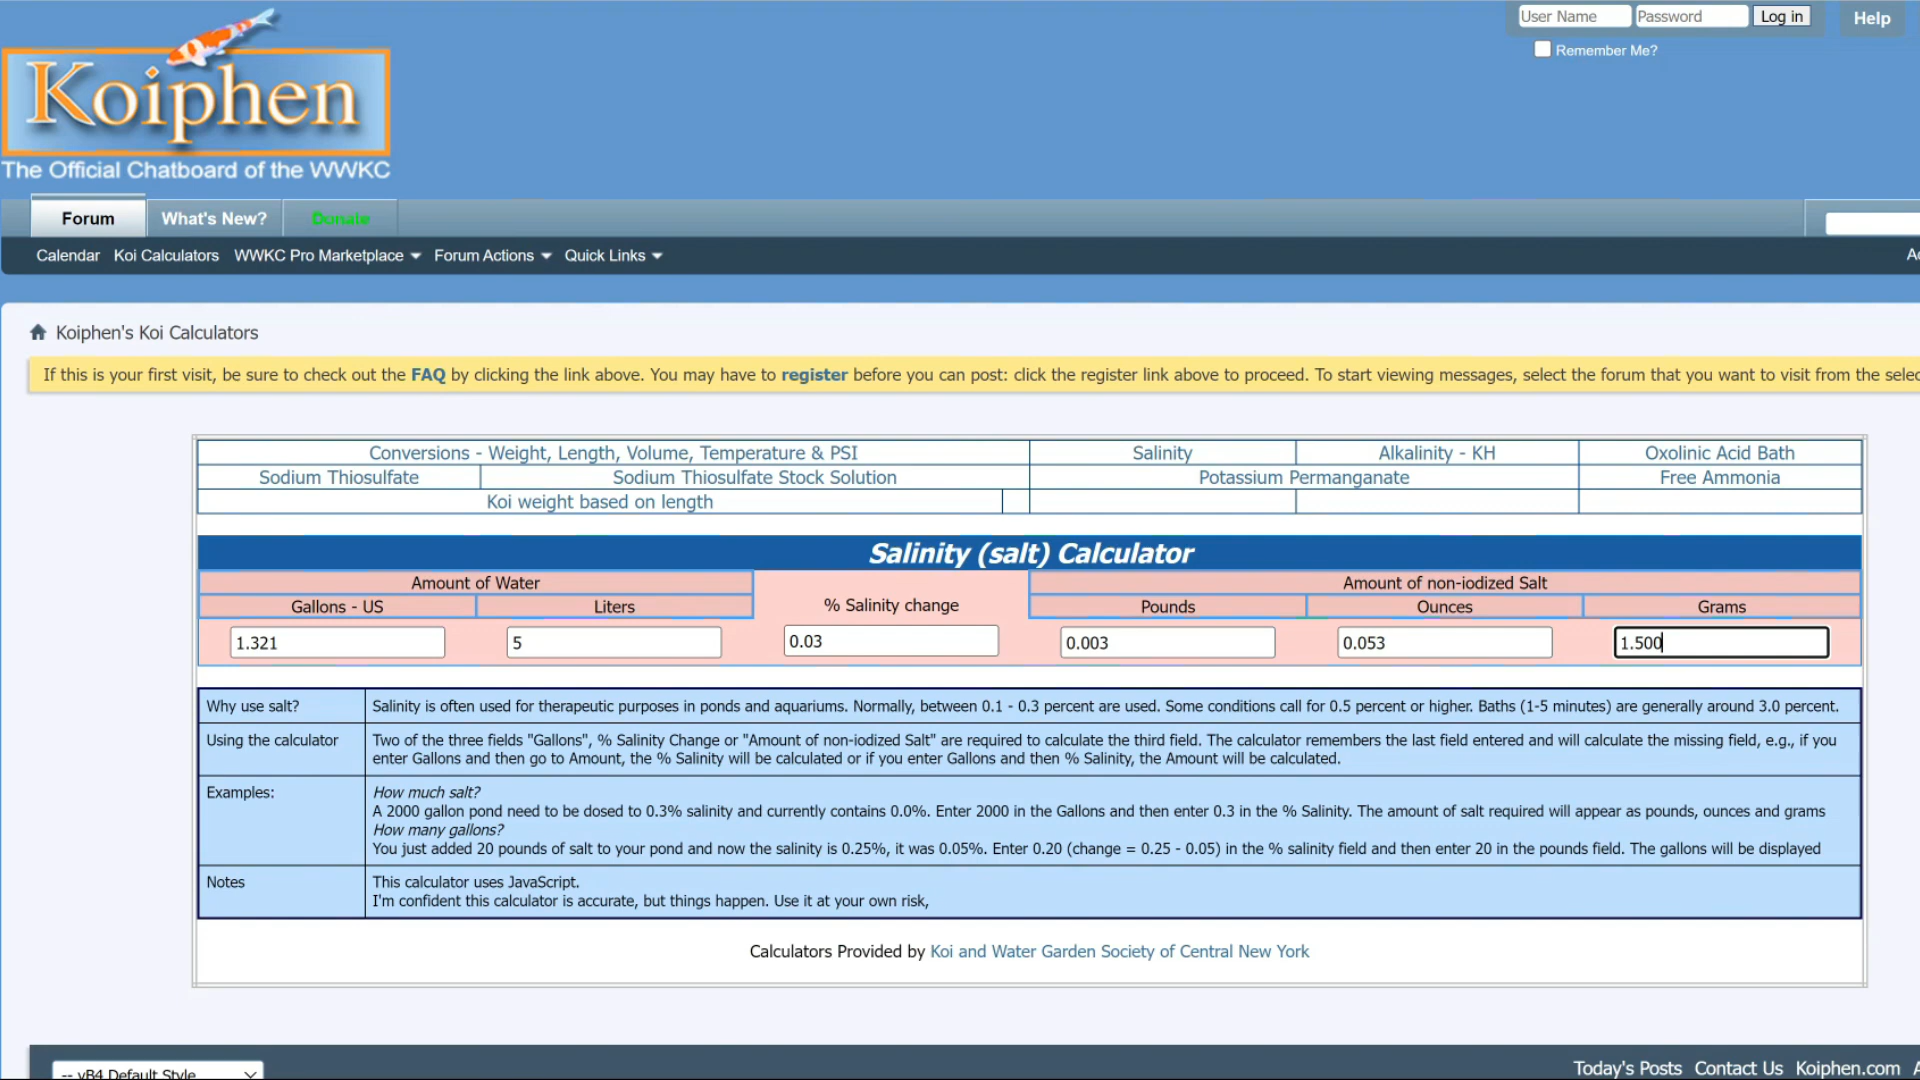 User Name Password Log in Help
Remember Me?
Koiphen
The Official Chatboard of the WWKC
Forum What's New? Donate
Calendar Koi Calculators WWKC Pro Marketplace Forum Actions Quick Links
Koiphen's Koi Calculators
If this is your first visit, be sure to check out the FAQ by clicking the link above. You may have to register before you can post: click the register link above to proceed. To start viewing messages, select the forum that you want to visit from the selec
Conversions - Weight, Length, Volume, Temperature & PSI Salinity Alkalinity - KH Oxolinic Acid Bath
Sodium Thiosulfate Sodium Thiosulfate Stock Solution Potassium Permanganate Free Ammonia
Koi weight based on length
Salinity (salt) Calculator
Amount of Water % Salinity change Amount of non-iodized Salt
Gallons - US Liters Pounds Ounces Grams
1.321 5 0.03 0.003 0.053 1.500
Why use salt? Salinity is often used for therapeutic purposes in ponds and aquariums. Normally, between 0.1 - 0.3 percent are used. Some conditions call for 0.5 percent or higher. Baths (1-5 minutes) are generally around 3.0 percent.
Using the calculator Two of the three fields "Gallons", % Salinity Change or "Amount of non-iodized Salt" are required to calculate the third field. The calculator remembers the last field entered and will calculate the missing field, e.g., if you
enter Gallons and then go to Amount, the % Salinity will be calculated or if you enter Gallons and then % Salinity, the Amount will be calculated.
Examples: How much salt?
A 2000 gallon pond need to be dosed to 0.3% salinity and currently contains 0.0%. Enter 2000 in the Gallons and then enter 0.3 in the % Salinity. The amount of salt required will appear as pounds, ounces and grams
How many gallons?
You just added 20 pounds of salt to your pond and now the salinity is 0.25%, it was 0.05%. Enter 0.20 (change = 0.25 - 0.05) in the % salinity field and then enter 20 in the pounds field. The gallons will be displayed
Notes This calculator uses JavaScript.
I'm confident this calculator is accurate, but things happen. Use it at your own risk,
Calculators Provided by Koi and Water Garden Society of Central New York
-- vB4 Default Style Today's Posts Contact Us Koiphen.com